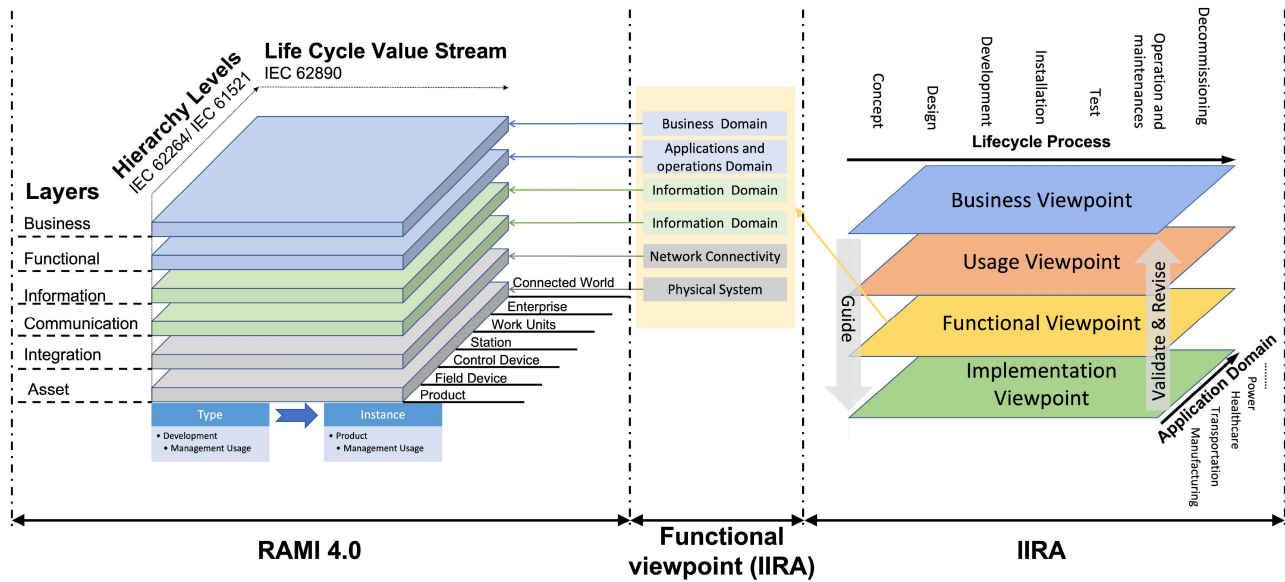 Life Cycle Value Stream
IEC 62890
Hierarchy Levels
IEC 62264/ IEC 61521
Layers
Business
Functional
Information
Communication
Integration
Asset
Connected World
Enterprise
Work Units
Station
Control Device
Field Device
Product
Type
• Development
• Management Usage
Instance
• Product
• Management Usage
RAMI 4.0
Business Domain
Applications and
operations Domain
Information Domain
Information Domain
Network Connectivity
Physical System
Functional
viewpoint (IIRA)
Concept
Design
Development
Installation
Test
Operation and
maintenances
Decommissioning
Lifecycle Process
Business Viewpoint
Usage Viewpoint
Functional Viewpoint
Implementation
Viewpoint
Guide
Validate & Revise
Application Domain
Manufacturing
Transportation
Healthcare
Power
........
IIRA